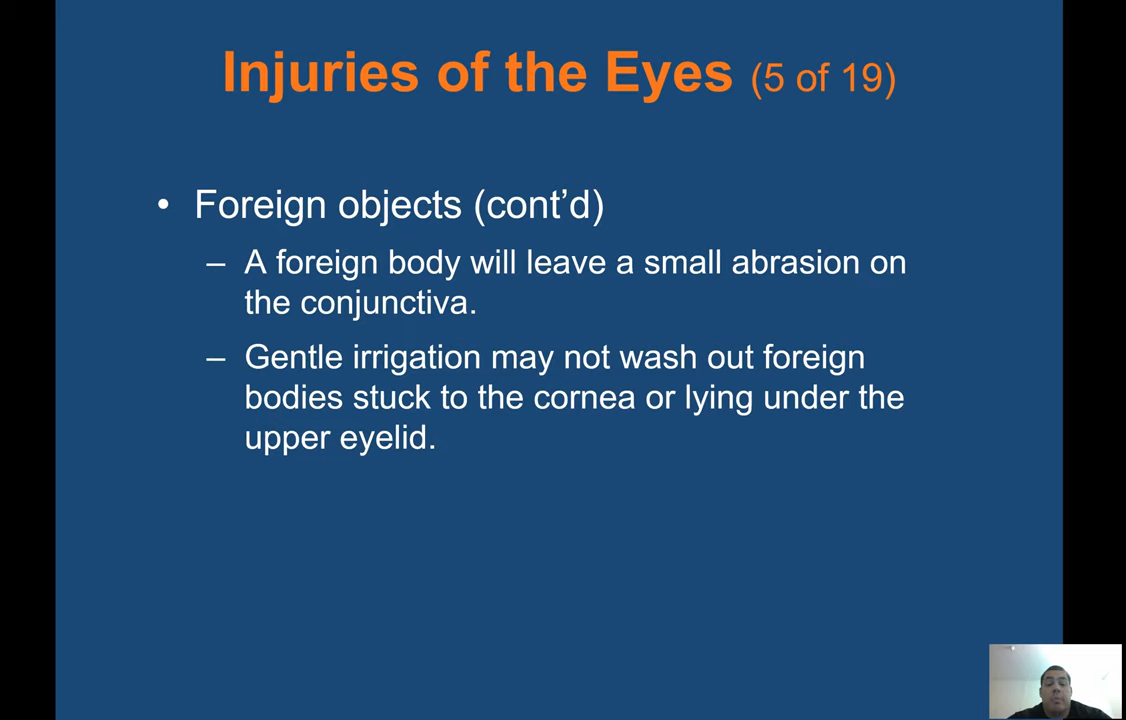 Injuries of the Eyes (5 of 19)
• Foreign objects (cont’d)
– A foreign body will leave a small abrasion on
the conjunctiva.
– Gentle irrigation may not wash out foreign
bodies stuck to the cornea or lying under the
upper eyelid.